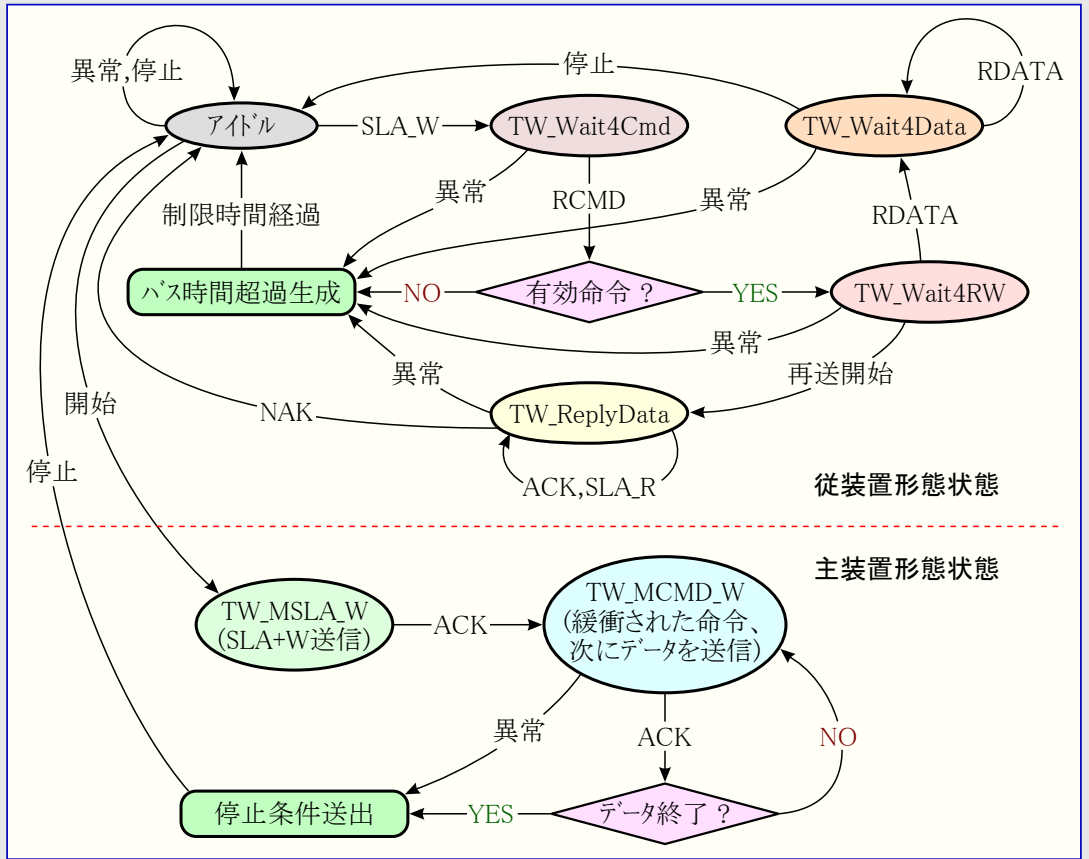 異常,停止
停止
RDATA
アイドル
SLA_W
TW_Wait4Cmd
TW_Wait4Data
異常
RCMD
異常
RDATA
制限時間経過
バス時間超過生成
NO
有効命令 ?
YES
TW_Wait4RW
異常
異常
再送開始
開始
NAK
TW_ReplyData
停止
ACK,SLA_R
従装置形態状態
主装置形態状態
TW_MSLA_W
(SLA+W送信)
ACK
TW_MCMD_W
(緩衝された命令、
次にデータを送信)
異常
ACK
NO
停止条件送出
YES
データ終了 ?